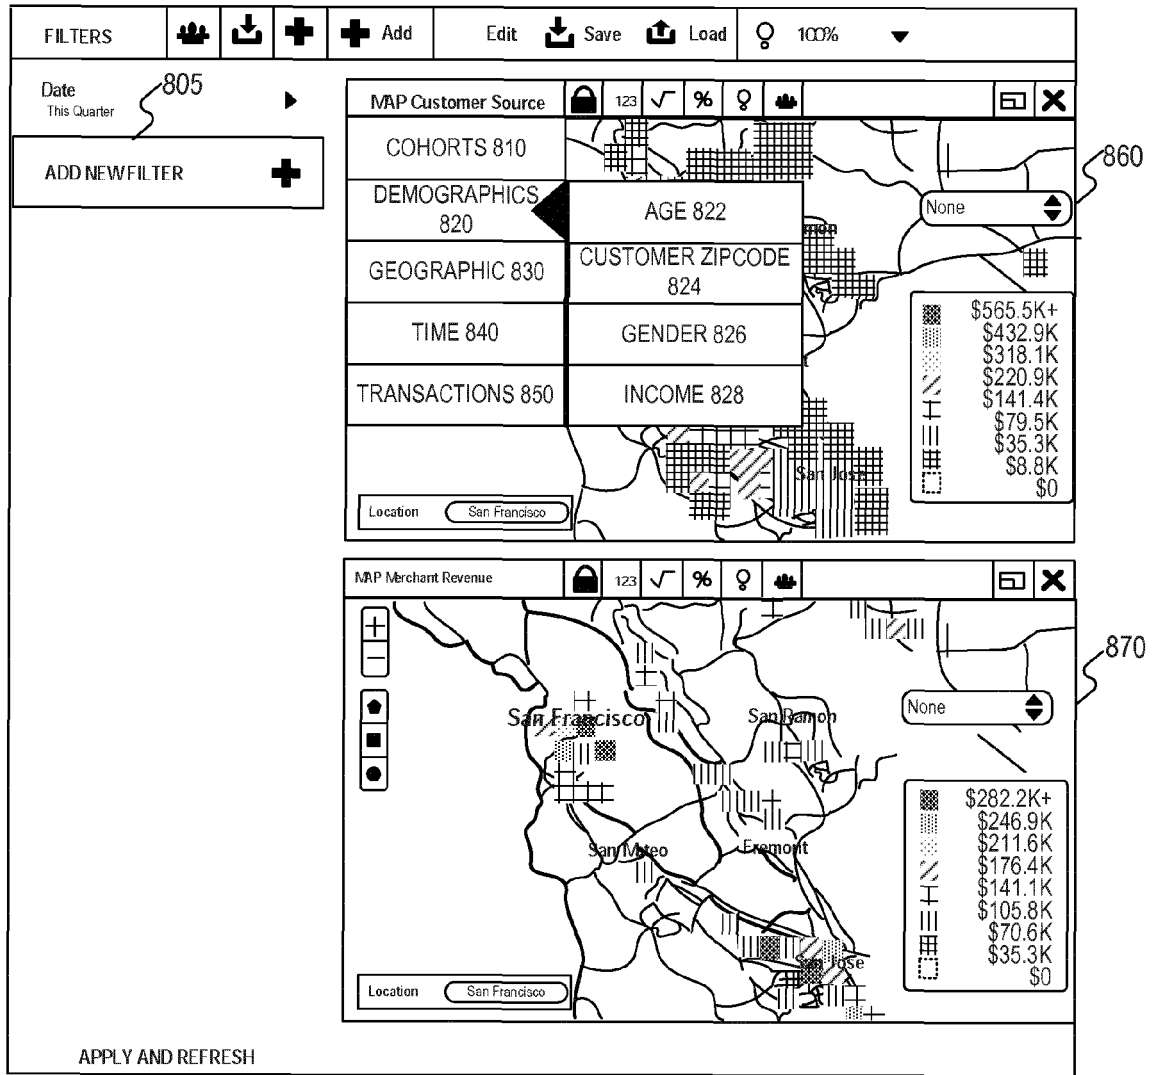 FILTERS
Add
Edit
Save
Load
100%
Date
This Quarter
805
ADD NEW FILTER
MAP Customer Source
123
%
COHORTS 810
DEMOGRAPHICS
820
GEOGRAPHIC 830
TIME 840
TRANSACTIONS 850
AGE 822
CUSTOMER ZIPCODE
824
GENDER 826
INCOME 828
mon
860
None
$565.5K+
$432.9K
$318.1K
$220.9K
$141.4K
$79.5K
$35.3K
$8.8K
$0
San Jose
Location
San Francisco
MAP Merchant Revenue
123
%
870
None
San Francisco
San Ramon
San Mateo
Fremont
San Jose
$282.2K+
$246.9K
$211.6K
$176.4K
$141.1K
$105.8K
$70.6K
$35.3K
$0
Location
San Francisco
APPLY AND REFRESH